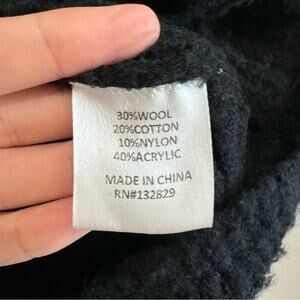 30%WOOL
20%COTTON
10%NYLON
40%ACRYLIC
MADE IN CHINA
RN#132829